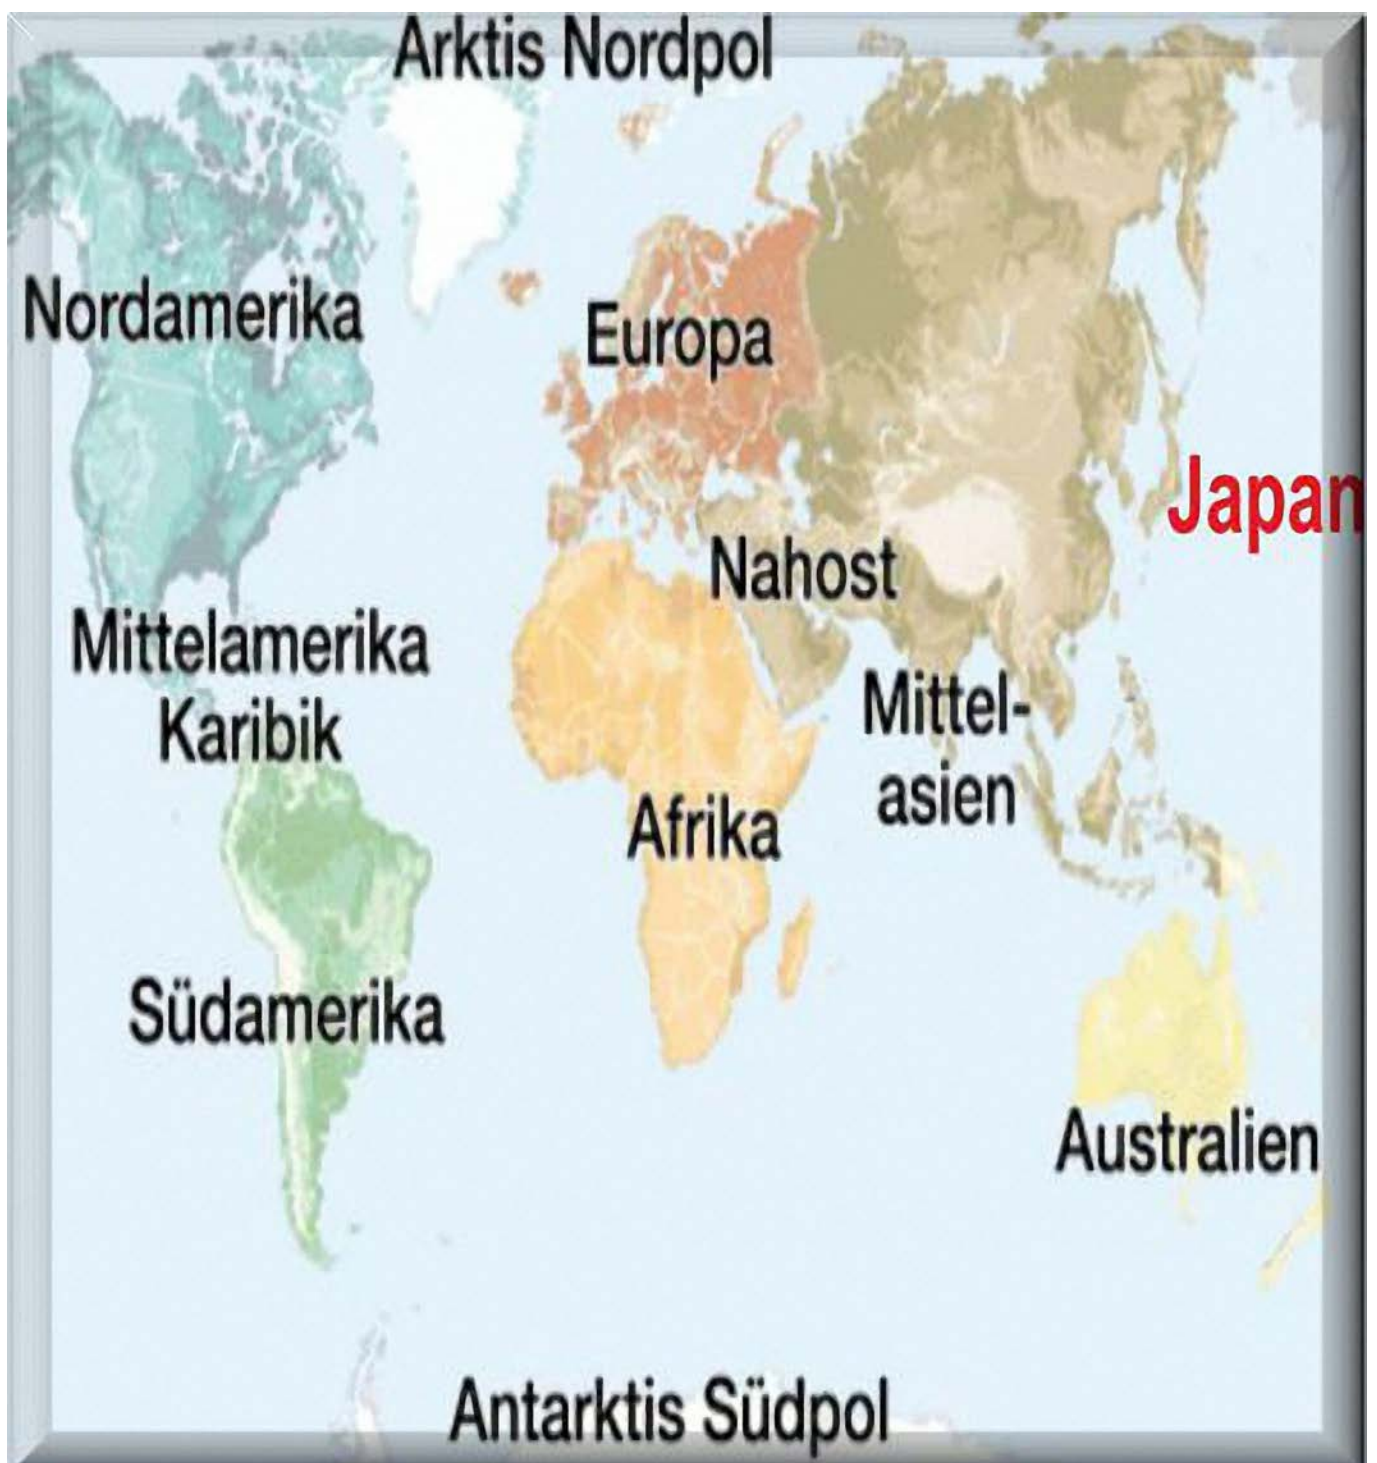 Arktis Nordpol
Nordamerika
Europa
Japan
Nahost
Mittelamerika
Karibik
Mittel-
asien
Afrika
Südamerika
Australien
Antarktis Südpol